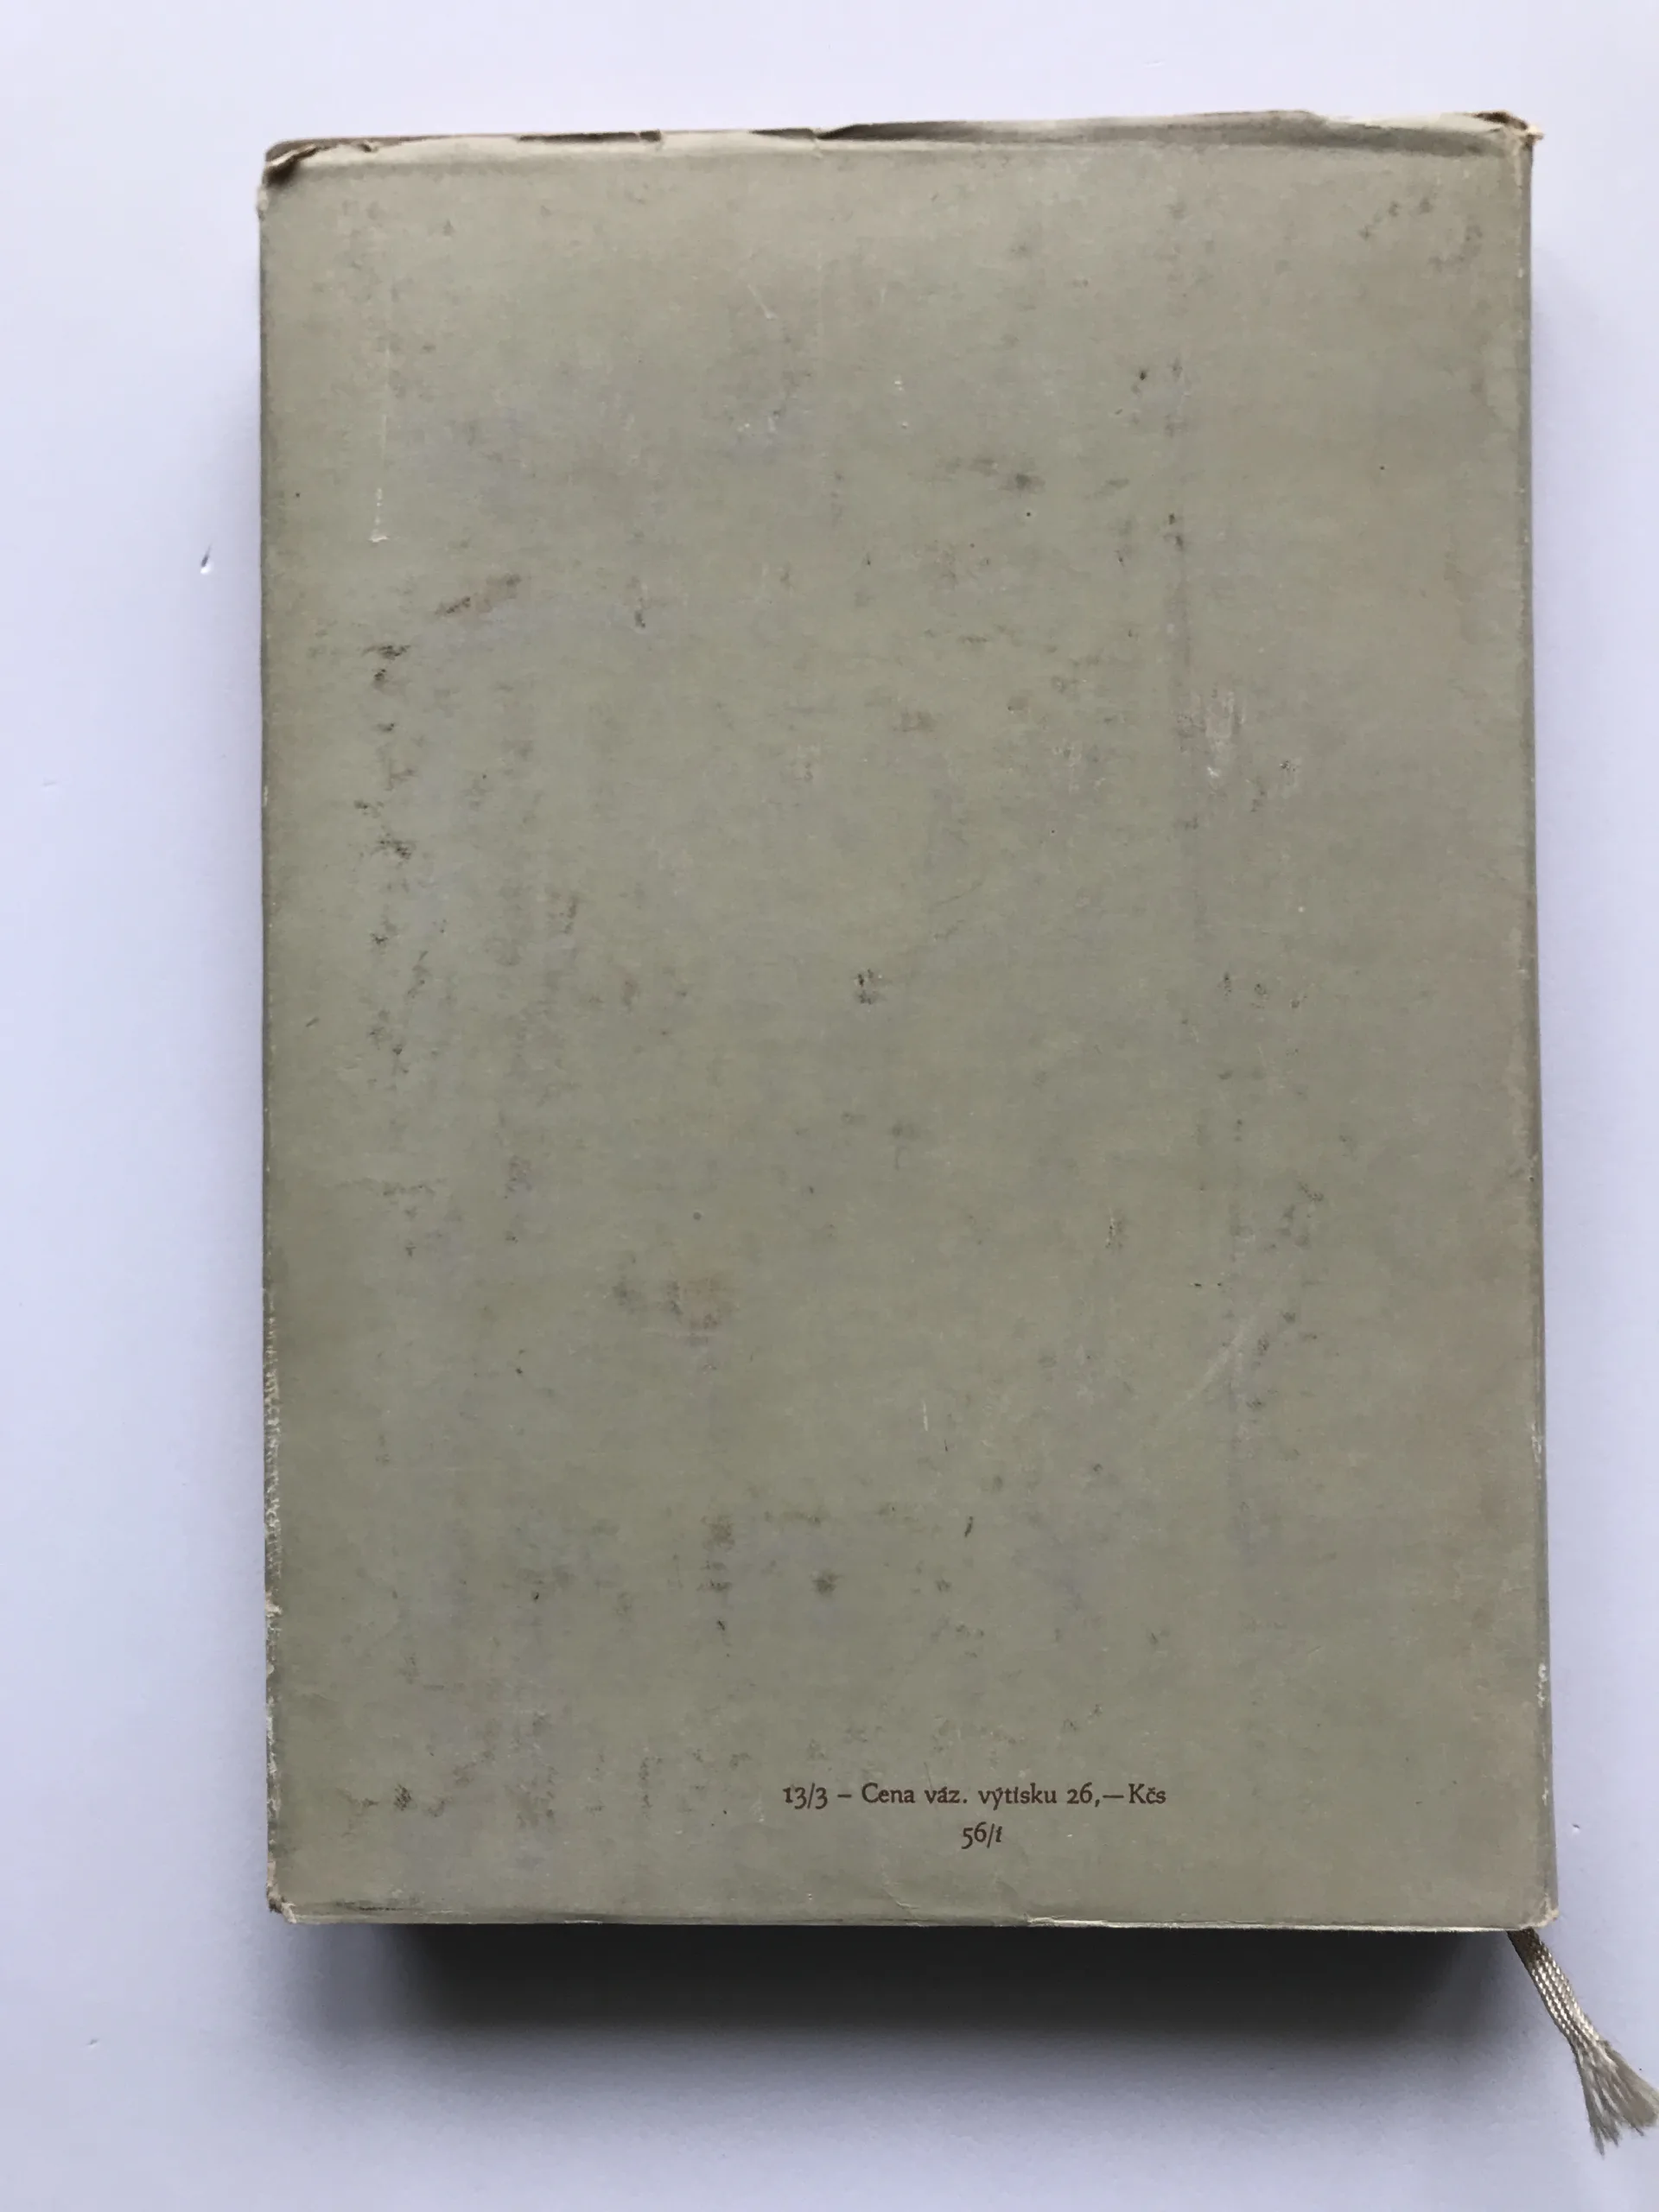 13/3 – Cena váz. výtisku 26,— Kčs
56/1